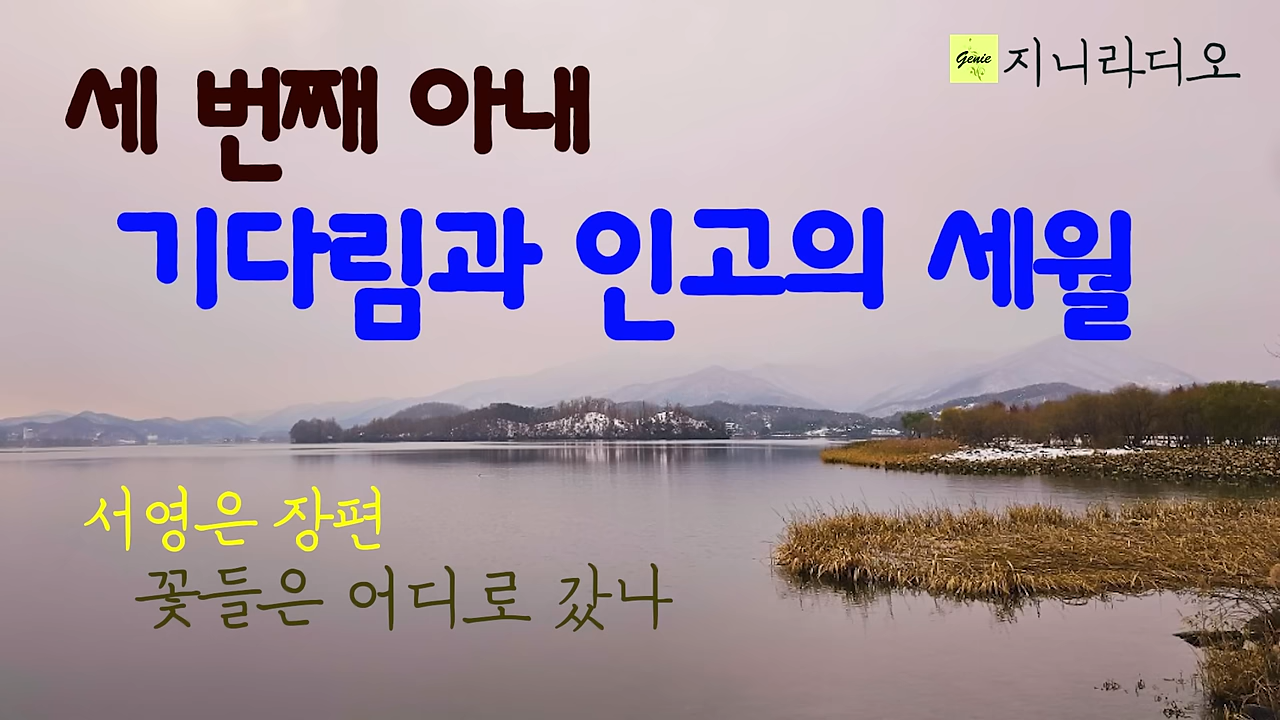 Genie 지니라디오
세 번째 아내
기다림과 인고의 세월
서영은 장편
꽃들은 어디로 갔나